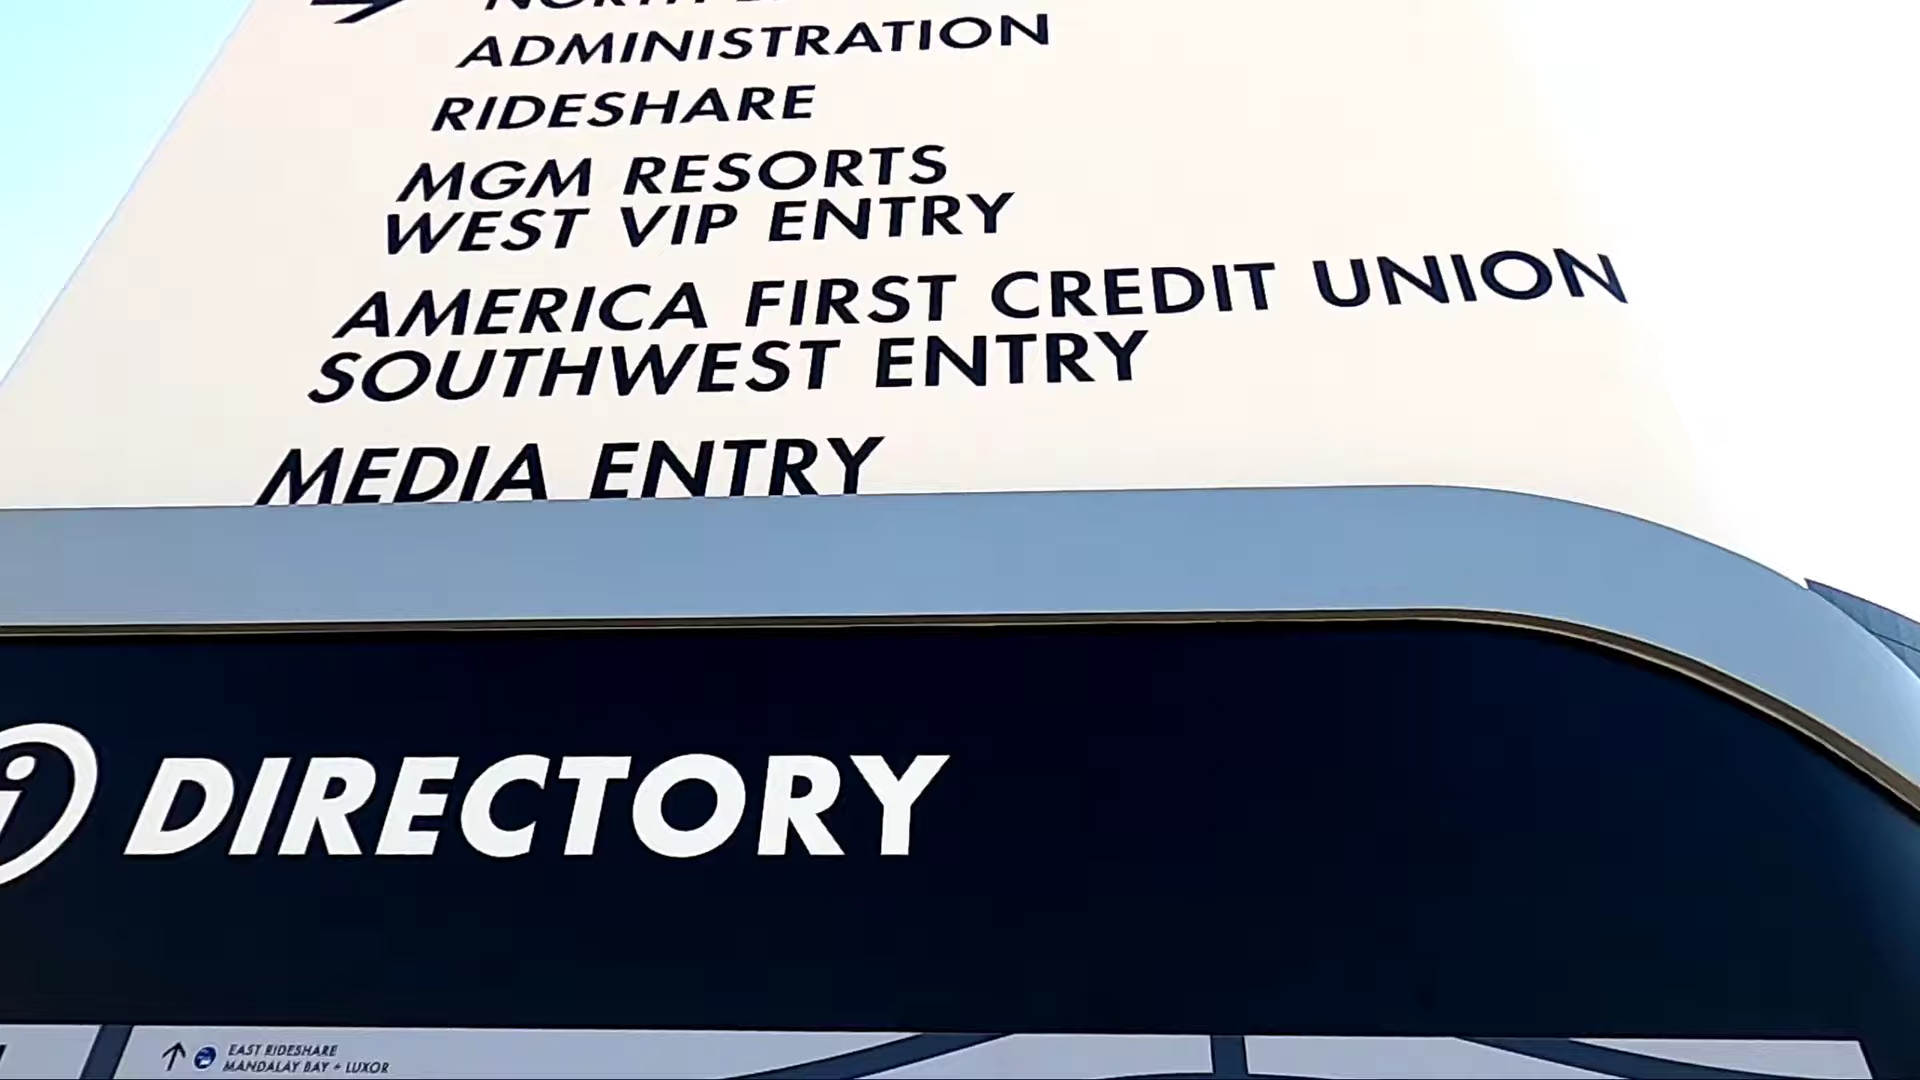 NORTH
ADMINISTRATION
RIDESHARE
MGM RESORTS
WEST VIP ENTRY
AMERICA FIRST CREDIT UNION
SOUTHWEST ENTRY
MEDIA ENTRY
i DIRECTORY
EAST RIDESHARE
MANDALAY BAY + LUXOR